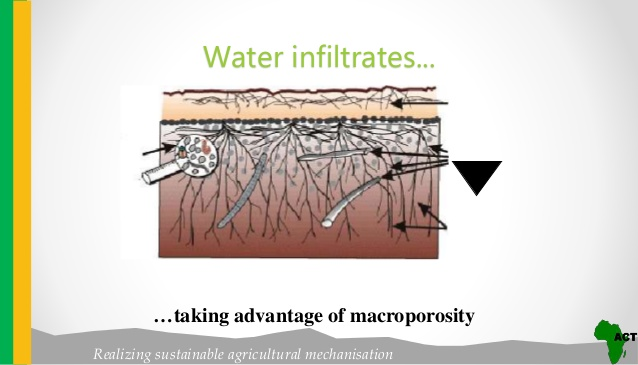 Water infiltrates...
...taking advantage of macroporosity
ACT
Realizing sustainable agricultural mechanisation